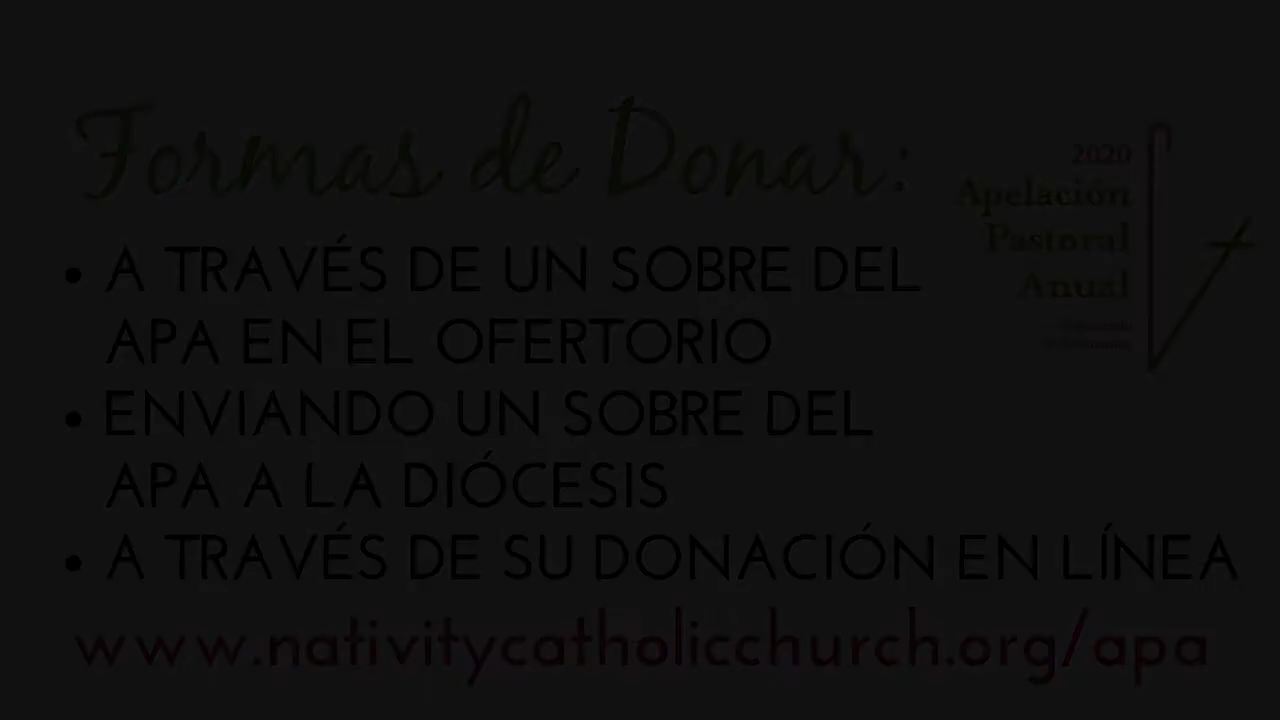 Formas de Donar:
2020
Apelación
Pastoral
Anual
• A TRAVÉS DE UN SOBRE DEL
APA EN EL OFERTORIO
• ENVIANDO UN SOBRE DEL
APA A LA DIÓCESIS
• A TRAVÉS DE SU DONACIÓN EN LÍNEA
www.nativitycatholicchurch.org/apa